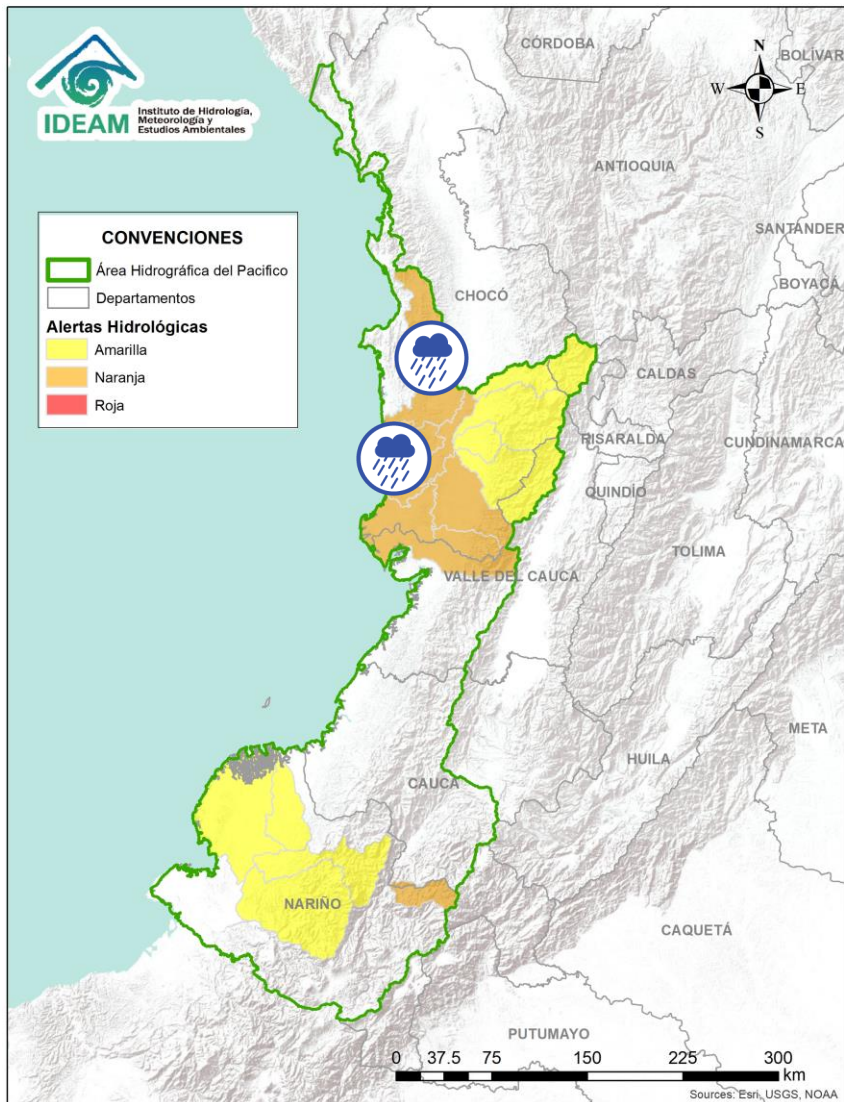 IDEAM
Instituto de Hidrología,
Meteorología y
Estudios Ambientales
N
W
E
S
CÓRDOBA
BOLÍVAR
ANTIOQUIA
SANTANDER
BOYACÁ
CHOCÓ
CALDAS
RISARALDA
CUNDINAMARCA
QUINDÍO
TOLIMA
VALLE DEL CAUCA
META
HUILA
CAUCA
NARIÑO
CAQUETÁ
PUTUMAYO
CONVENCIONES
Área Hidrográfica del Pacifico
Departamentos
Alertas Hidrológicas
Amarilla
Naranja
Roja
0 37.5 75 150 225 300
km
Sources: Esri, USGS, NOAA